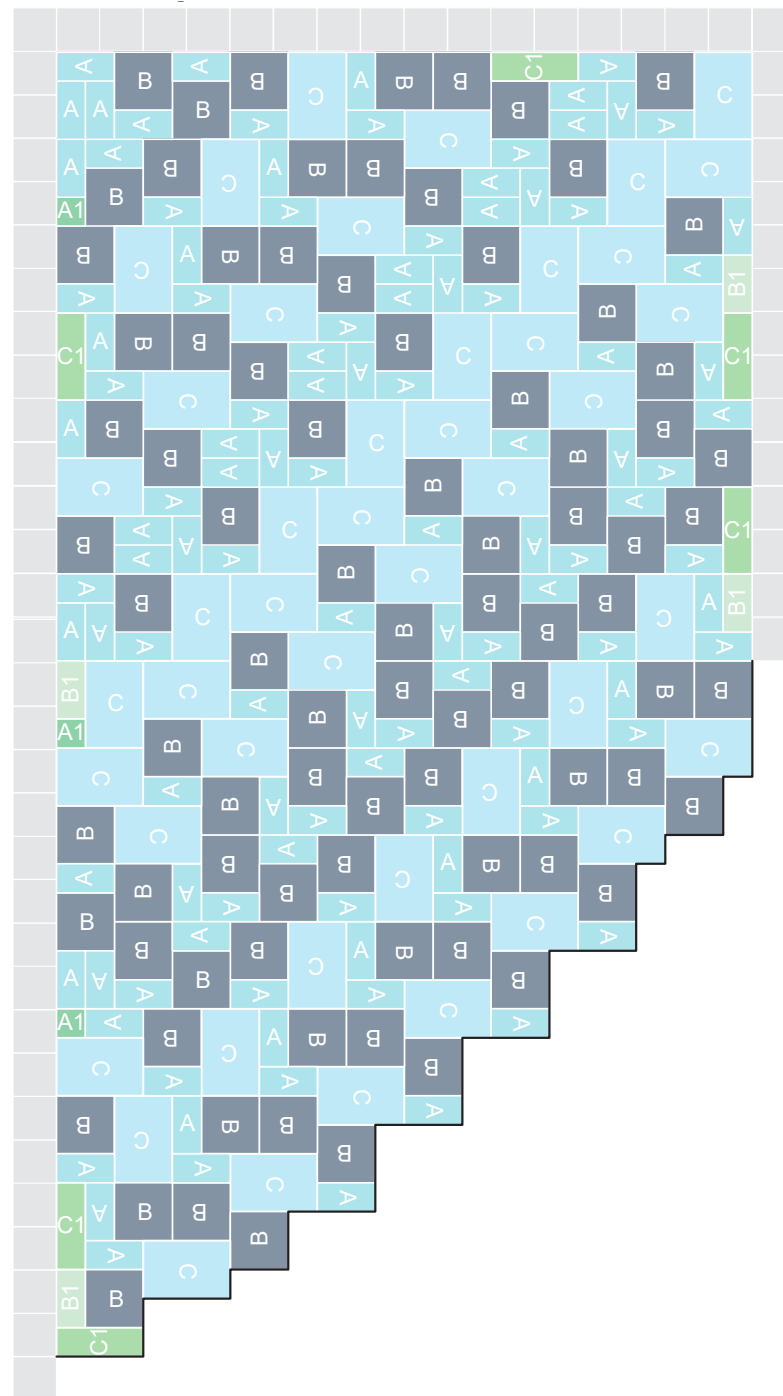 A A C1 A
B B C A B B A B C
A A B B A
A A A A A
C
A A
A B C A B B B C C
A
B B A
A1 A A C A A B A
A
B C A B B B C C
A A
B A B1
A A C A A B C
A
C1 A B B B C C C1
A A
B A B A
A C A A B C
A A
A B B C C B
A A
B A B A B
C A A B C A
A A
B C C B B C1
A A
B A B A B
A A B C A A
A A
B C C B B C A B1
A
A A B A B
A B C A A A
A
B1 C C B B C A B B
A
B A B
A1 B C A A A C
A
C B B C A B B
A
B A B B
B C A A A C
A
B B C A B B
A
B A B B
B A A A C
A A
B B C A B B
A A B B
A A A C
A1 A A
B C A B B
C B
A A C
A
B C A B B
B
A A C
A
C1 A B B
B
A C
B1 B
C1